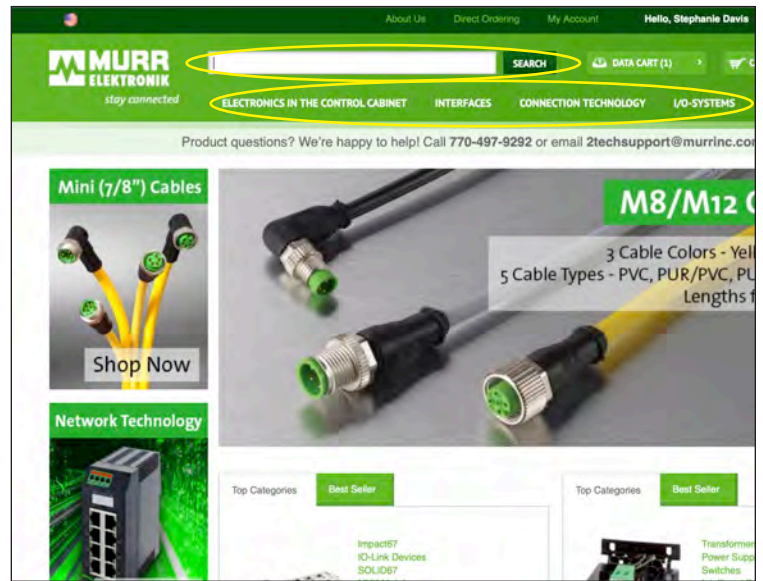 About Us Direct Ordering My Account Hello, Stephanie Davis
MURR
ELEKTRONIK
stay connected
SEARCH
DATA CART (1)
ELECTRONICS IN THE CONTROL CABINET INTERFACES CONNECTION TECHNOLOGY I/O-SYSTEMS
Product questions? We're happy to help! Call 770-497-9292 or email 2techsupport@murrinc.com
Mini (7/8") Cables
Shop Now
M8/M12
3 Cable Colors - Yell
5 Cable Types - PVC, PUR/PVC, PU
Lengths f
Network Technology
Top Categories Best Seller
Impact67
IO-Link Devices
SOLID67
Top Categories Best Seller
Transformer
Power Supp
Switches